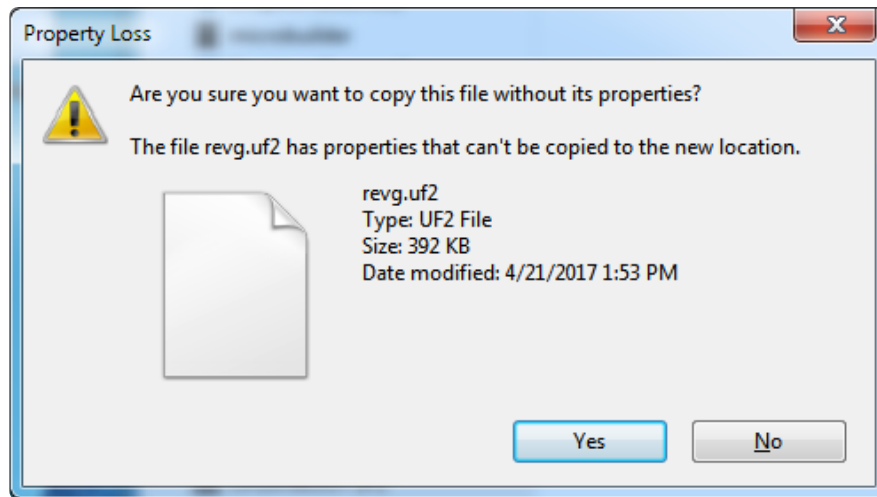 Property Loss
Are you sure you want to copy this file without its properties?
The file revg.uf2 has properties that can't be copied to the new location.
revg.uf2
Type: UF2 File
Size: 392 KB
Date modified: 4/21/2017 1:53 PM
Yes
No